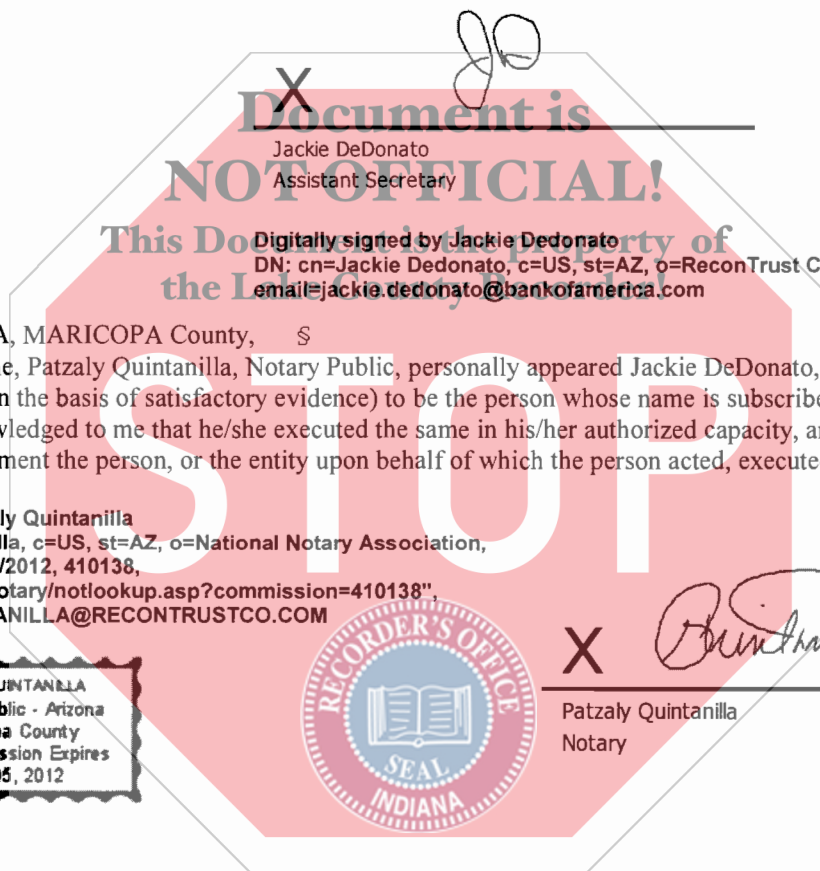 X
Jackie DeDonato
Assistant Secretary
Document is
NOT OFFICIAL!
This Document is the property of
the Lake County Recorder!
Digitally signed by Jackie Dedonato
DN: cn=Jackie Dedonato, c=US, st=AZ, o=ReconTrust C
email=jackie.dedonato@bankofamerica.com
A, MARICOPA County, §
e, Patzaly Quintanilla, Notary Public, personally appeared Jackie DeDonato,
n the basis of satisfactory evidence) to be the person whose name is subscribe
wledged to me that he/she executed the same in his/her authorized capacity, a
ment the person, or the entity upon behalf of which the person acted, execute
STOP
ly Quintanilla
lla, c=US, st=AZ, o=National Notary Association,
/2012, 410138,
otary/notlookup.asp?commission=410138",
ANILLA@RECONTRUSTCO.COM
RECORDER'S OFFICE
SEAL
INDIANA
X
Patzaly Quintanilla
Notary
UINTANILLA
blic - Arizona
a County
ssion Expires
05, 2012